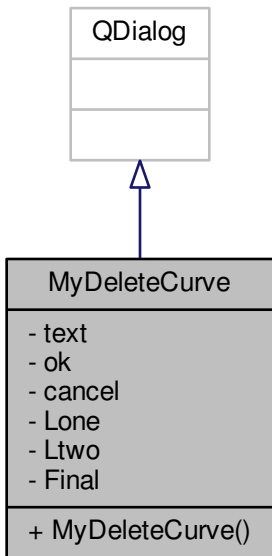 QDialog
MyDeleteCurve
- text
- ok
- cancel
- Lone
- Ltwo
- Final
+ MyDeleteCurve()